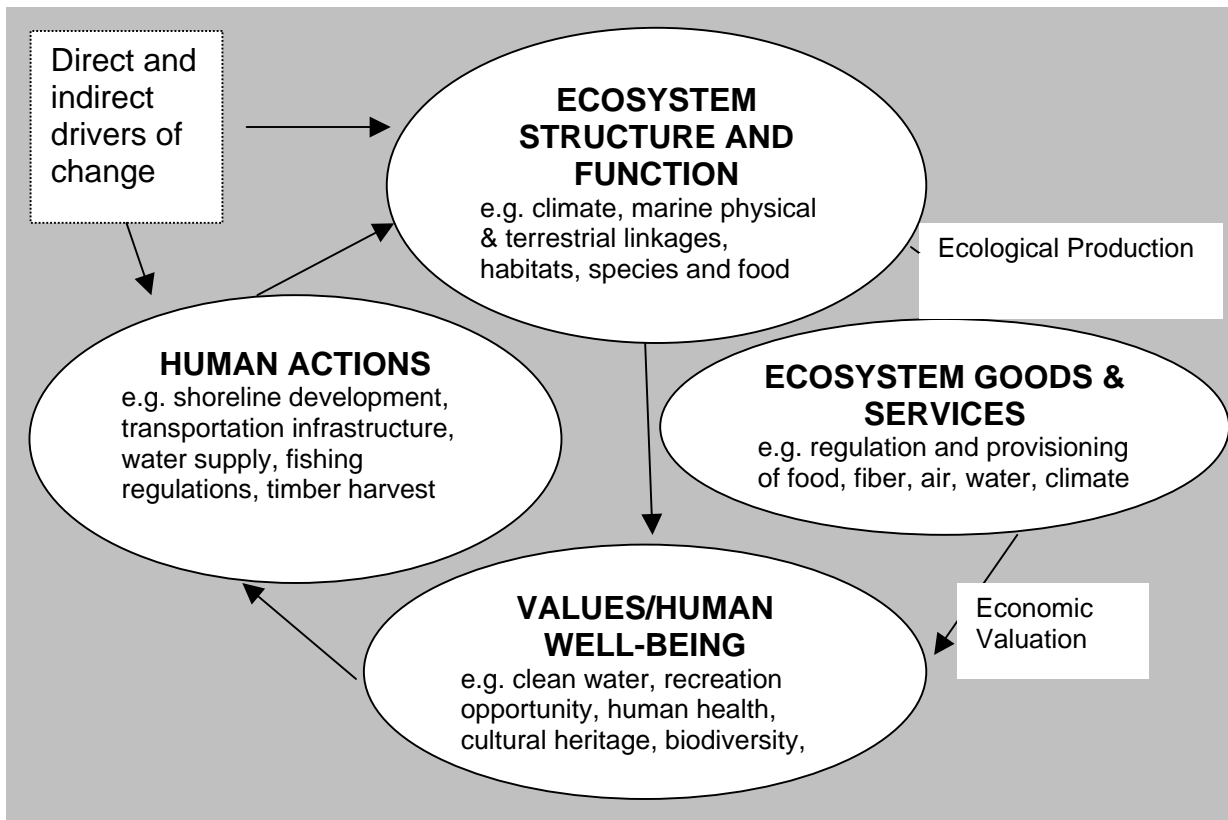 Direct and
indirect
drivers of
change
ECOSYSTEM
STRUCTURE AND
FUNCTION
e.g. climate, marine physical
& terrestrial linkages,
habitats, species and food
Ecological Production
HUMAN ACTIONS
e.g. shoreline development,
transportation infrastructure,
water supply, fishing
regulations, timber harvest
ECOSYSTEM GOODS &
SERVICES
e.g. regulation and provisioning
of food, fiber, air, water, climate
VALUES/HUMAN
WELL-BEING
e.g. clean water, recreation
opportunity, human health,
cultural heritage, biodiversity,
Economic
Valuation